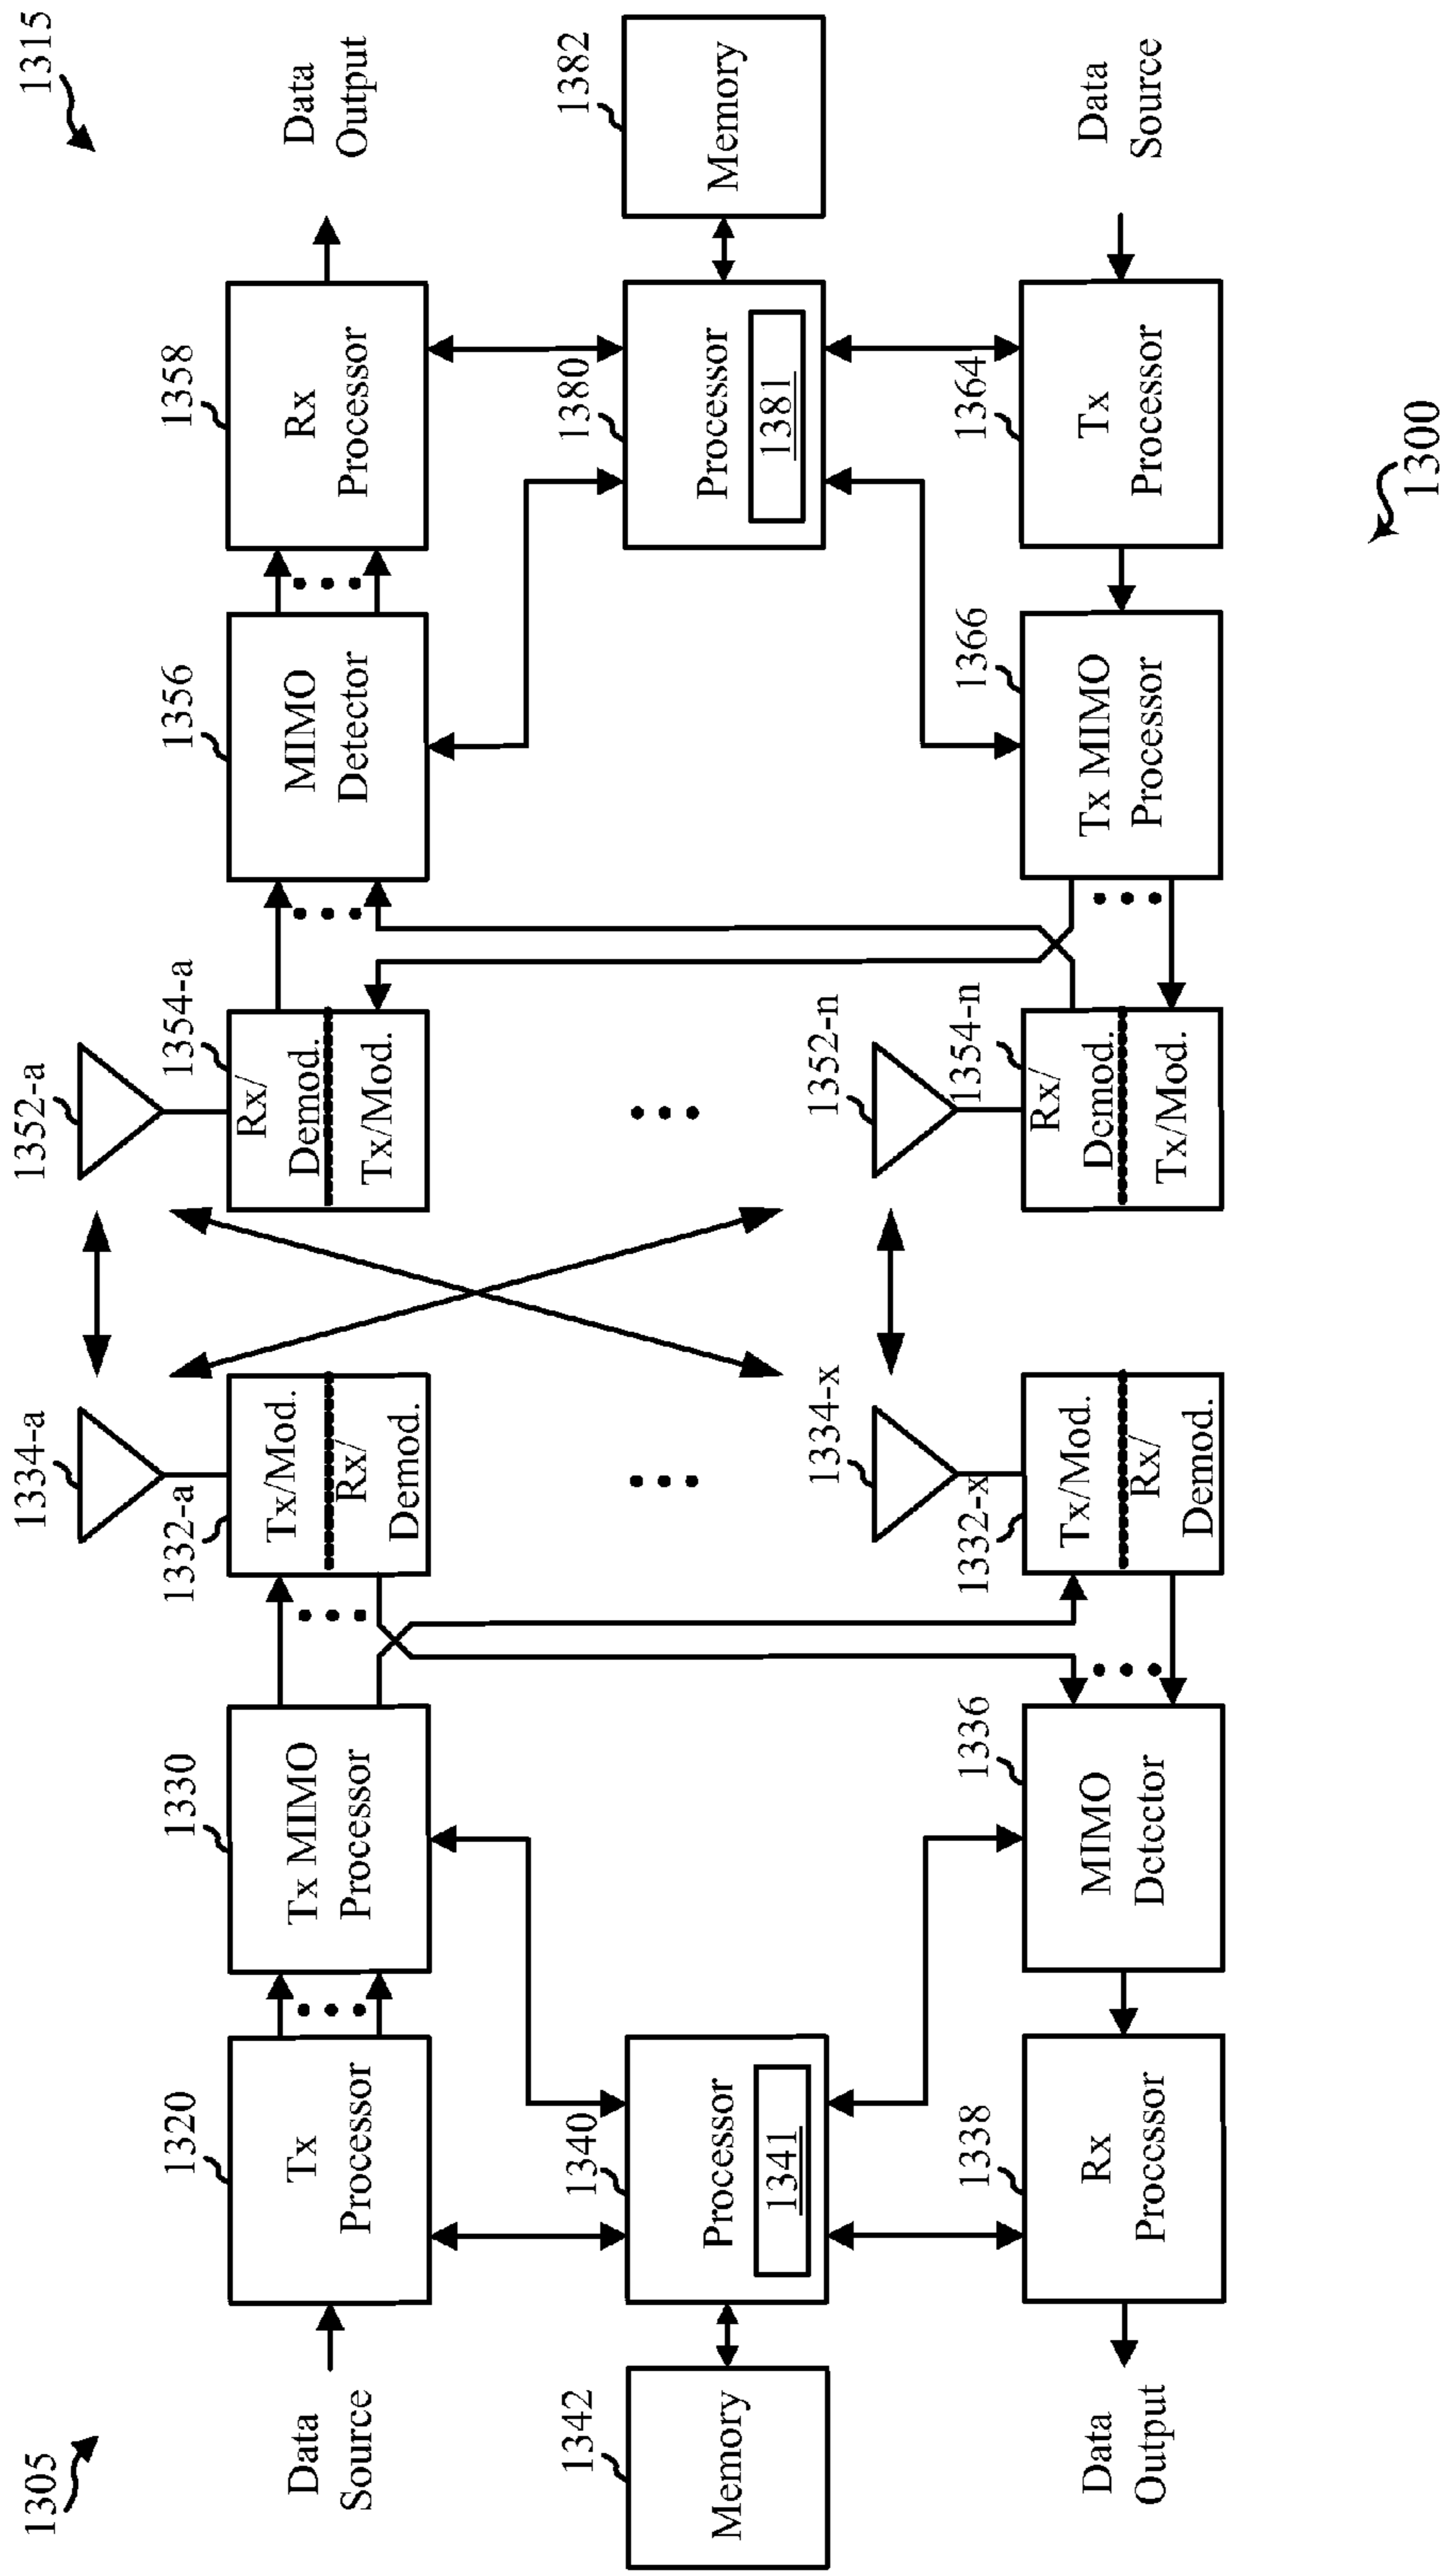 1305
1315
Data
Source
1320
Tx
Processor
1330
Tx MIMO
Processor
1334-a
1332-a
Tx/Mod.
Rx/
Demod.
1352-a
1354-a
Rx/
Demod.
Tx/Mod.
1356
MIMO
Detector
1358
Rx
Processor
Data
Output
1342
Memory
1340
Processor
1341
1380
Processor
1381
1382
Memory
Data
Output
1338
Rx
Processor
1336
MIMO
Detector
1334-x
1332-x
Tx/Mod.
Rx/
Demod.
1352-n
1354-n
Rx/
Demod.
Tx/Mod.
1366
Tx MIMO
Processor
1364
Tx
Processor
Data
Source
1300